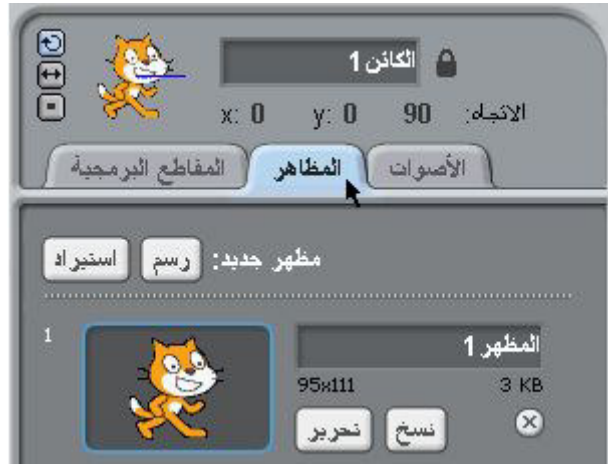 الكائن 1
x: 0 y: 0 90 الاتجاه:
الأصوات المظاهر المقاطع البرمجية
مظهر جديد: رسم استيراد
1
المظهر 1
95x111 3 KB
نسخ تحرير